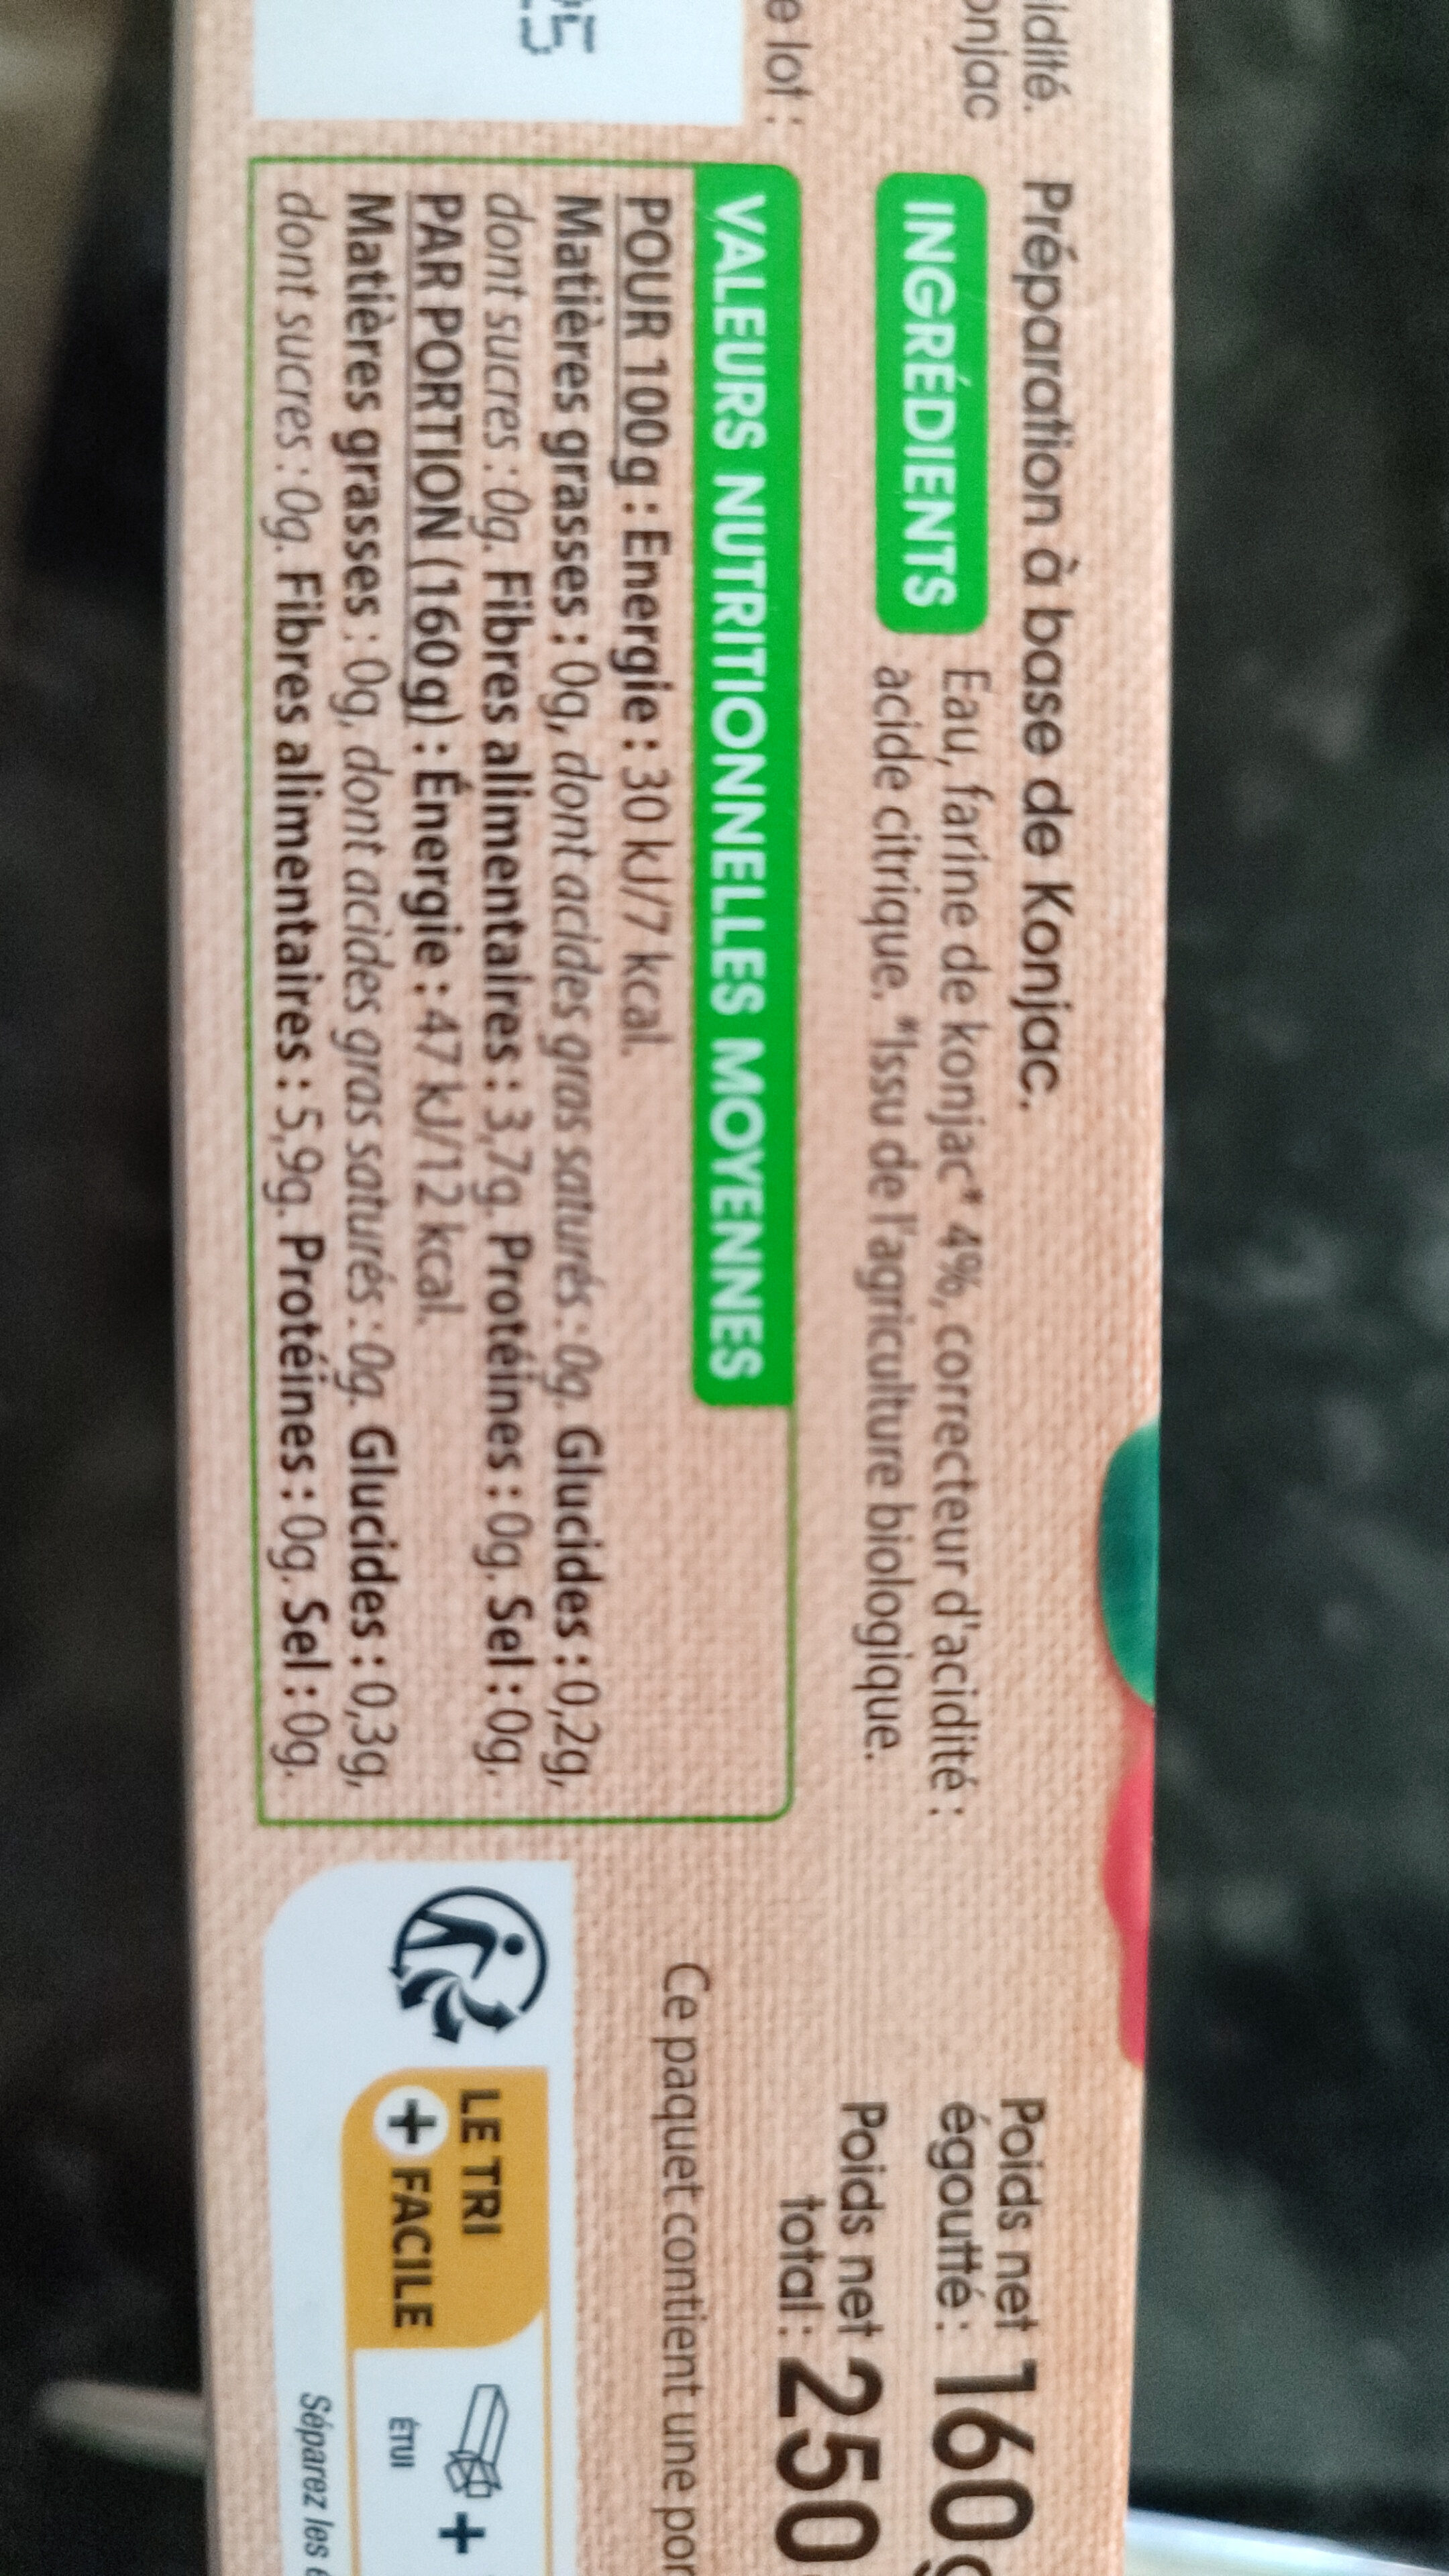 ldité.
onjac
e lot :
25
Préparation à base de Konjac.
INGRÉDIENTS
Eau, farine de konjac* 4%, correcteur d'acidité :
acide citrique. *Issu de l'agriculture biologique.
VALEURS NUTRITIONNELLES MOYENNES
POUR 100g : Energie : 30 kJ/7 kcal.
Matières grasses : 0g, dont acides gras saturés : 0g. Glucides : 0,2g,
dont sucres : 0g. Fibres alimentaires : 3,7g. Protéines : 0g. Sel : 0g.
PAR PORTION (160g) : Énergie : 47 kJ/12 kcal.
Matières grasses : 0g, dont acides gras saturés : 0g. Glucides : 0,3g,
dont sucres : 0g. Fibres alimentaires : 5,9g. Protéines : 0g. Sel : 0g.
Poids net
égoutté : 160g
Poids net
total : 250
Ce paquet contient une por
LE TRI
+ FACILE
ÉTUI
+
Séparez les é